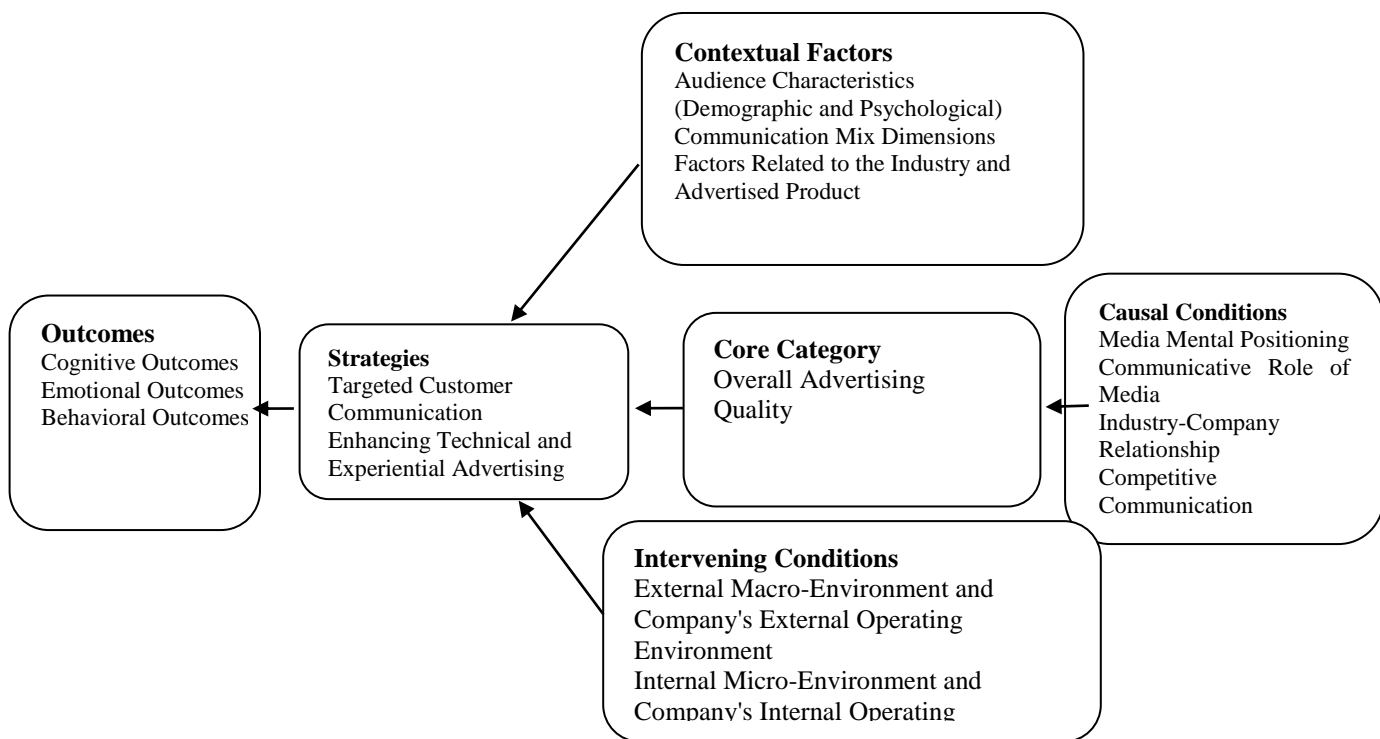 Contextual Factors
Audience Characteristics
(Demographic and Psychological)
Communication Mix Dimensions
Factors Related to the Industry and
Advertised Product
Outcomes
Cognitive Outcomes
Emotional Outcomes
Behavioral Outcomes
Strategies
Targeted Customer
Communication
Enhancing Technical and
Experiential Advertising
Core Category
Overall Advertising
Quality
Causal Conditions
Media Mental Positioning
Communicative Role of
Media
Industry-Company
Relationship
Competitive
Communication
Intervening Conditions
External Macro-Environment and
Company's External Operating
Environment
Internal Micro-Environment and
Company's Internal Operating